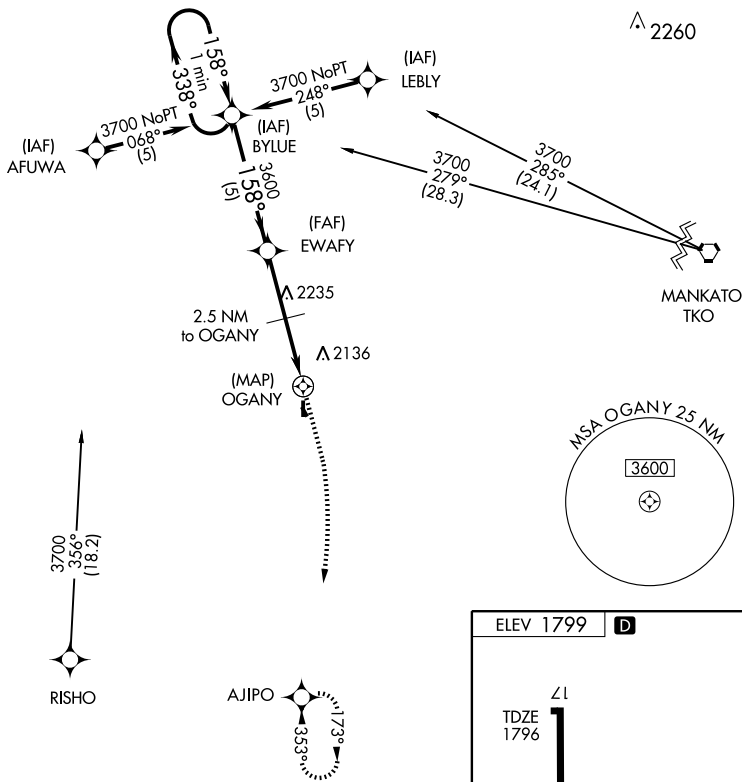 2260
158°
1 min
338°
(IAF)
LEBLY
3700 NoPT
248°
(5)
3700 NoPT
068°
(5)
(IAF)
AFUWA
(IAF)
BYLUE
3600
158°
(5)
3700
285°
(24.1)
3700
279°
(28.3)
MANKATO
TKO
(FAF)
EWAFY
2235
2.5 NM
to OGANY
2136
(MAP)
OGANY
MSA OGANY 25 NM
3600
3700
356°
(18.2)
RISHO
AJIPO
173°
353°
ELEV 1799 D
17
TDZE
1796